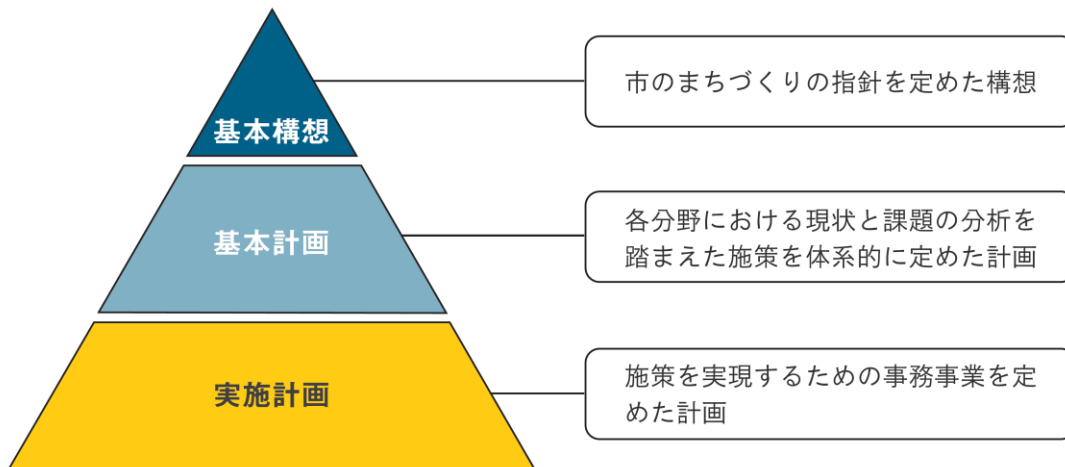 基本構想
市のまちづくりの指針を定めた構想
基本計画
各分野における現状と課題の分析を
踏まえた施策を体系的に定めた計画
実施計画
施策を実現するための事務事業を定
めた計画